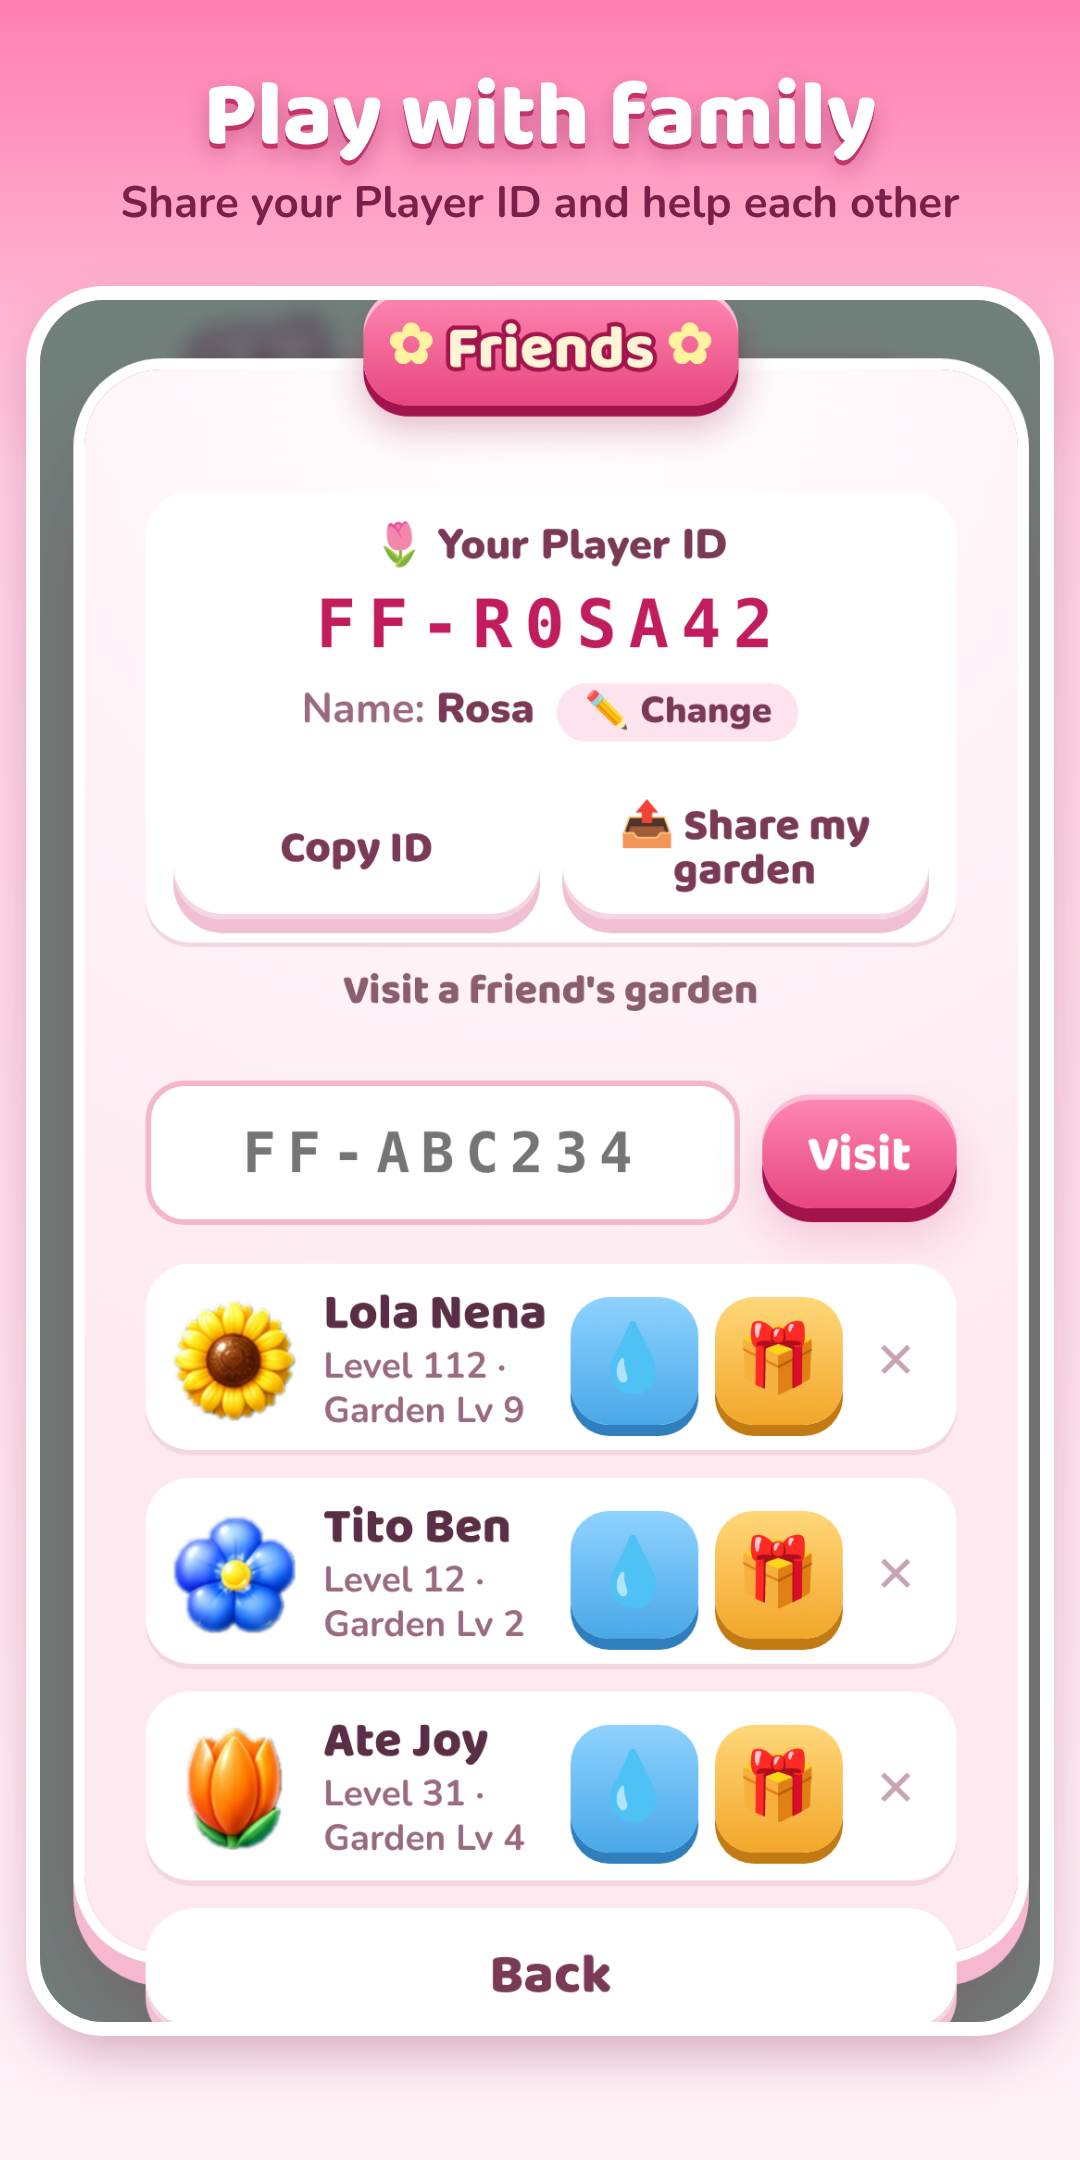 Play with family
Share your Player ID and help each other
Friends
Your Player ID
FF-R0SA42
Name: Rosa
Change
Copy ID
Share my
garden
Visit a friend's garden
FF-ABC234
Visit
Lola Nena
Level 112 ·
Garden Lv 9
Tito Ben
Level 12 ·
Garden Lv 2
Ate Joy
Level 31 ·
Garden Lv 4
Back